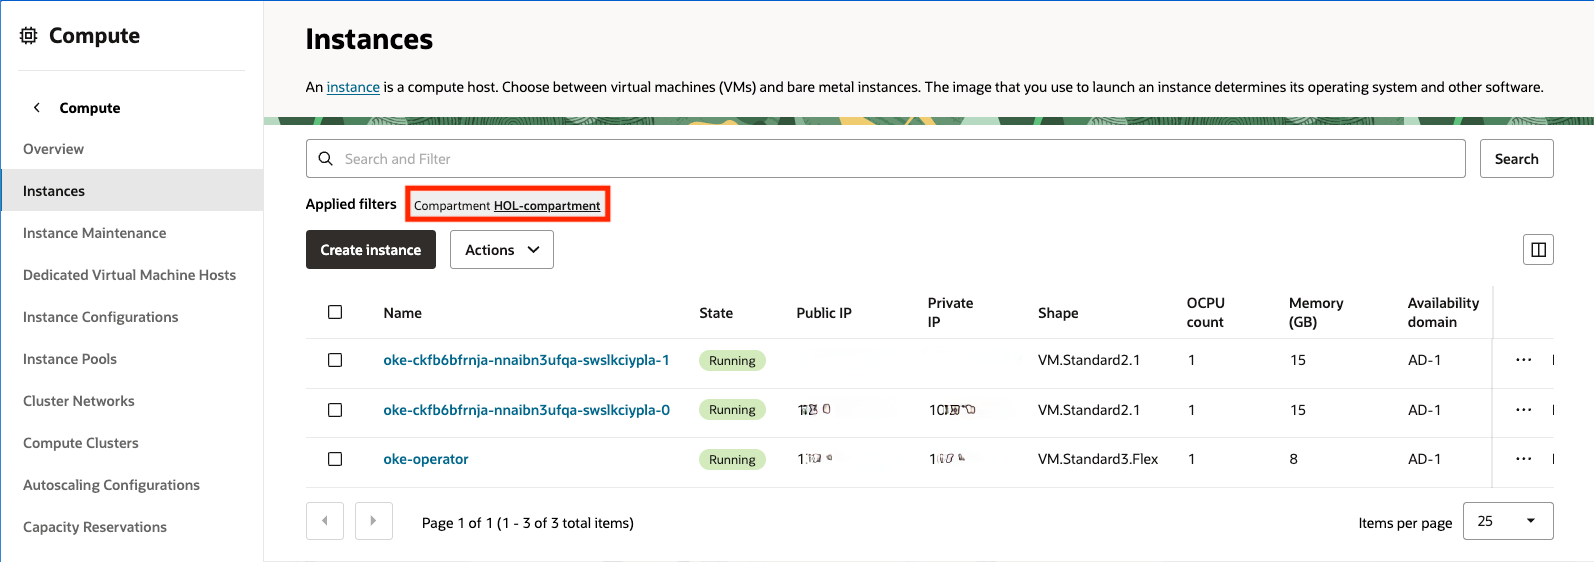 Compute
Compute
Overview
Instances
Instance Maintenance
Dedicated Virtual Machine Hosts
Instance Configurations
Instance Pools
Cluster Networks
Compute Clusters
Autoscaling Configurations
Capacity Reservations
Instances
An instance is a compute host. Choose between virtual machines (VMs) and bare metal instances. The image that you use to launch an instance determines its operating system and other software.
Search and Filter
Search
Applied filters Compartment HOL-compartment
Create instance Actions
Name State Public IP Private IP Shape OCPU count Memory (GB) Availability domain
oke-ckfb6bfrnja-nnaibn3ufqa-swslkciypla-1 Running VM.Standard2.1 1 15 AD-1 ...
oke-ckfb6bfrnja-nnaibn3ufqa-swslkciypla-0 Running VM.Standard2.1 1 15 AD-1 ...
oke-operator Running VM.Standard3.Flex 1 8 AD-1 ...
Page 1 of 1 (1 - 3 of 3 total items)
Items per page 25